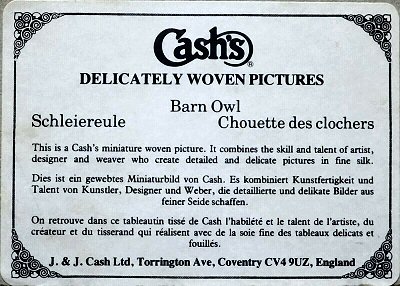 Cash's®
DELICATELY WOVEN PICTURES
Barn Owl
Schleiereule Chouette des clochers
This is a Cash's miniature woven picture. It combines the skill and talent of artist,
designer and weaver who create detailed and delicate pictures in fine silk.
Dies ist ein gewebtes Miniaturbild von Cash. Es kombiniert Kunstfertigkeit und
Talent von Kunstler, Designer und Weber, die detaillierte und delikate Bilder aus
feiner Seide schaffen.
On retrouve dans ce tableautin tissé de Cash l'habilété et le talent de l'artiste, du
créateur et du tisserand qui réalisent avec de la soie fine des tableaux delicats et
fouillés.
J. & J. Cash Ltd, Torrington Ave, Coventry CV4 9UZ, England